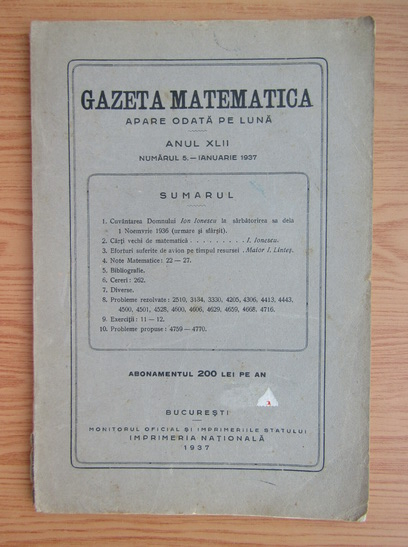 GAZETA MATEMATICA
APARE ODATĂ PE LUNĂ
ANUL XLII
NUMĂRUL 5.—IANUARIE 1937
SUMARUL
1. Cuvântarea Domnului Ion Ionescu la sărbătorirea sa dela
1 Noemvrie 1936 (urmare și sfârșit).
2. Cărți vechi de matematică . . . . . . . . . I. Ionescu.
3. Eforturi suferite de avion pe timpul resursei . Maior I. Linteș.
4. Note Matematice: 22 — 27.
5. Bibliografie.
6. Cereri: 262.
7. Diverse.
8. Probleme rezolvate: 2510, 3134, 3330, 4205, 4306, 4413, 4443,
4500, 4501, 4528, 4600, 4606, 4629, 4659, 4668, 4716.
9. Exerciții: 11 — 12.
10. Probleme propuse: 4759 — 4770.
ABONAMENTUL 200 LEI PE AN
BUCUREȘTI
MONITORUL OFICIAL ȘI IMPRIMERIILE STATULUI
IMPRIMERIA NAȚIONALĂ
1937